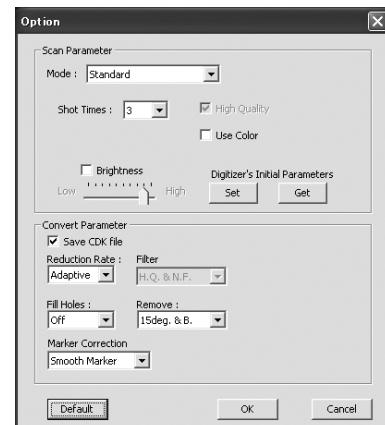 Option
Scan Parameter
Mode : Standard
Shot Times : 3
High Quality
Use Color
Brightness
Low High
Digitizer's Initial Parameters
Set Get
Convert Parameter
Save CDK file
Reduction Rate : Filter
Adaptive H.Q. & N.F.
Fill Holes : Remove :
Off 15deg. & B.
Marker Correction
Smooth Marker
Default OK Cancel